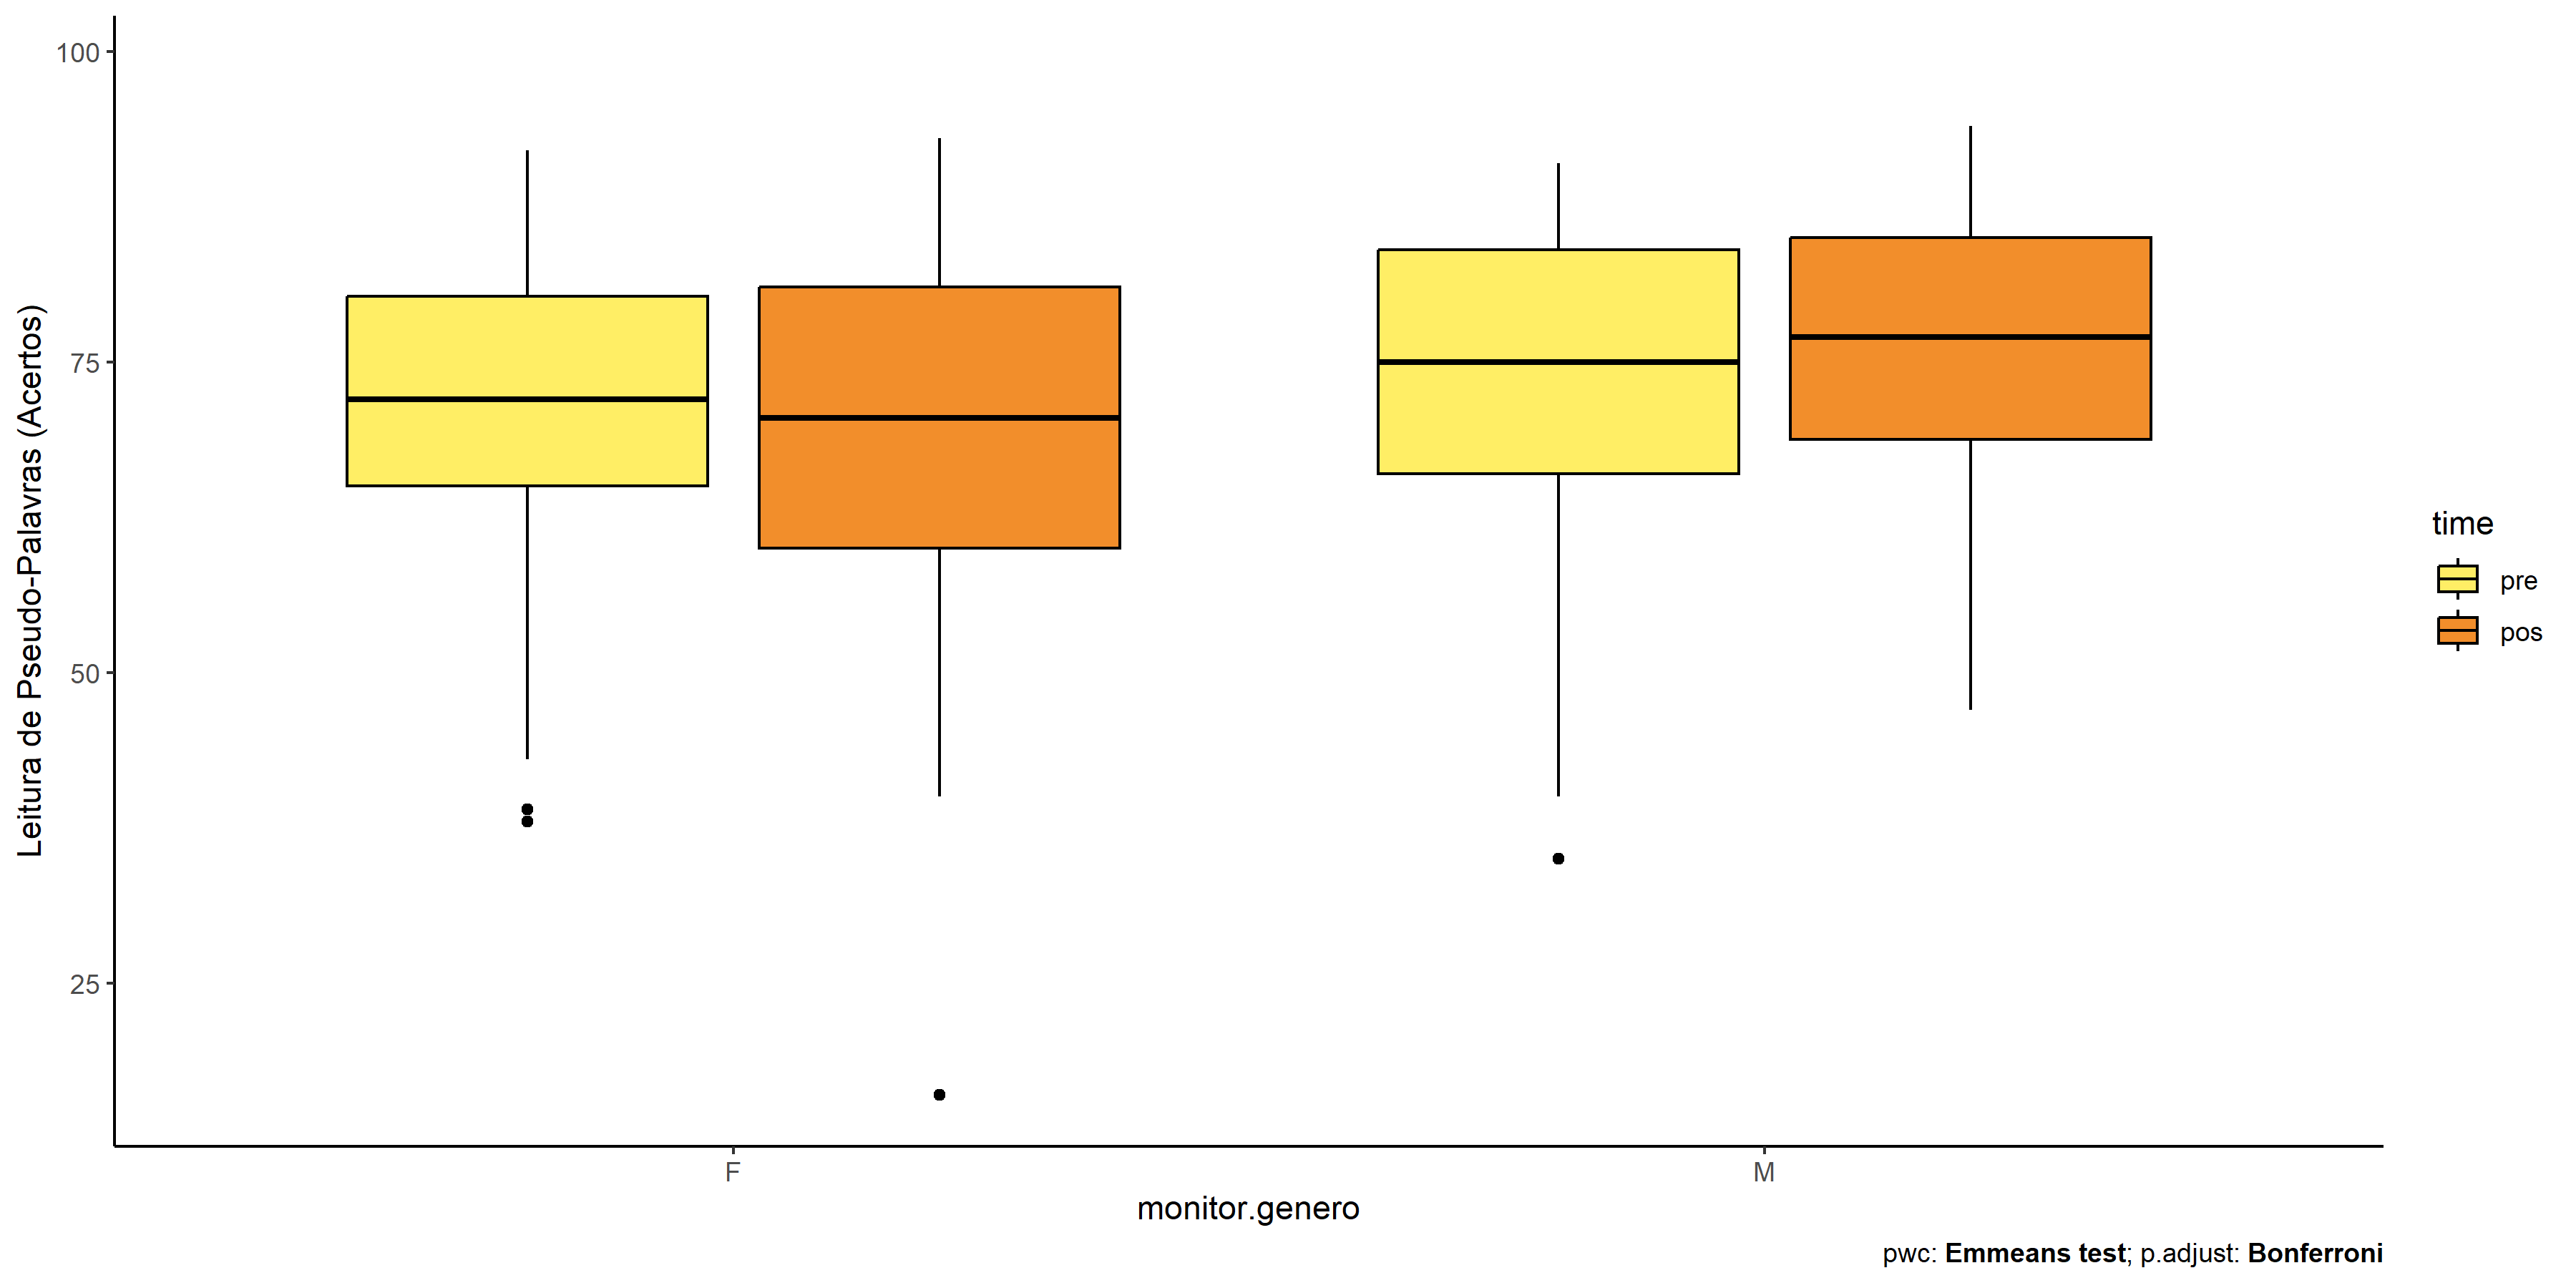 Leitura de Pseudo-Palavras (Acertos)
100
75
50
25
F
M
monitor.genero
time
pre
pos
pwc: Emmeans test; p.adjust: Bonferroni